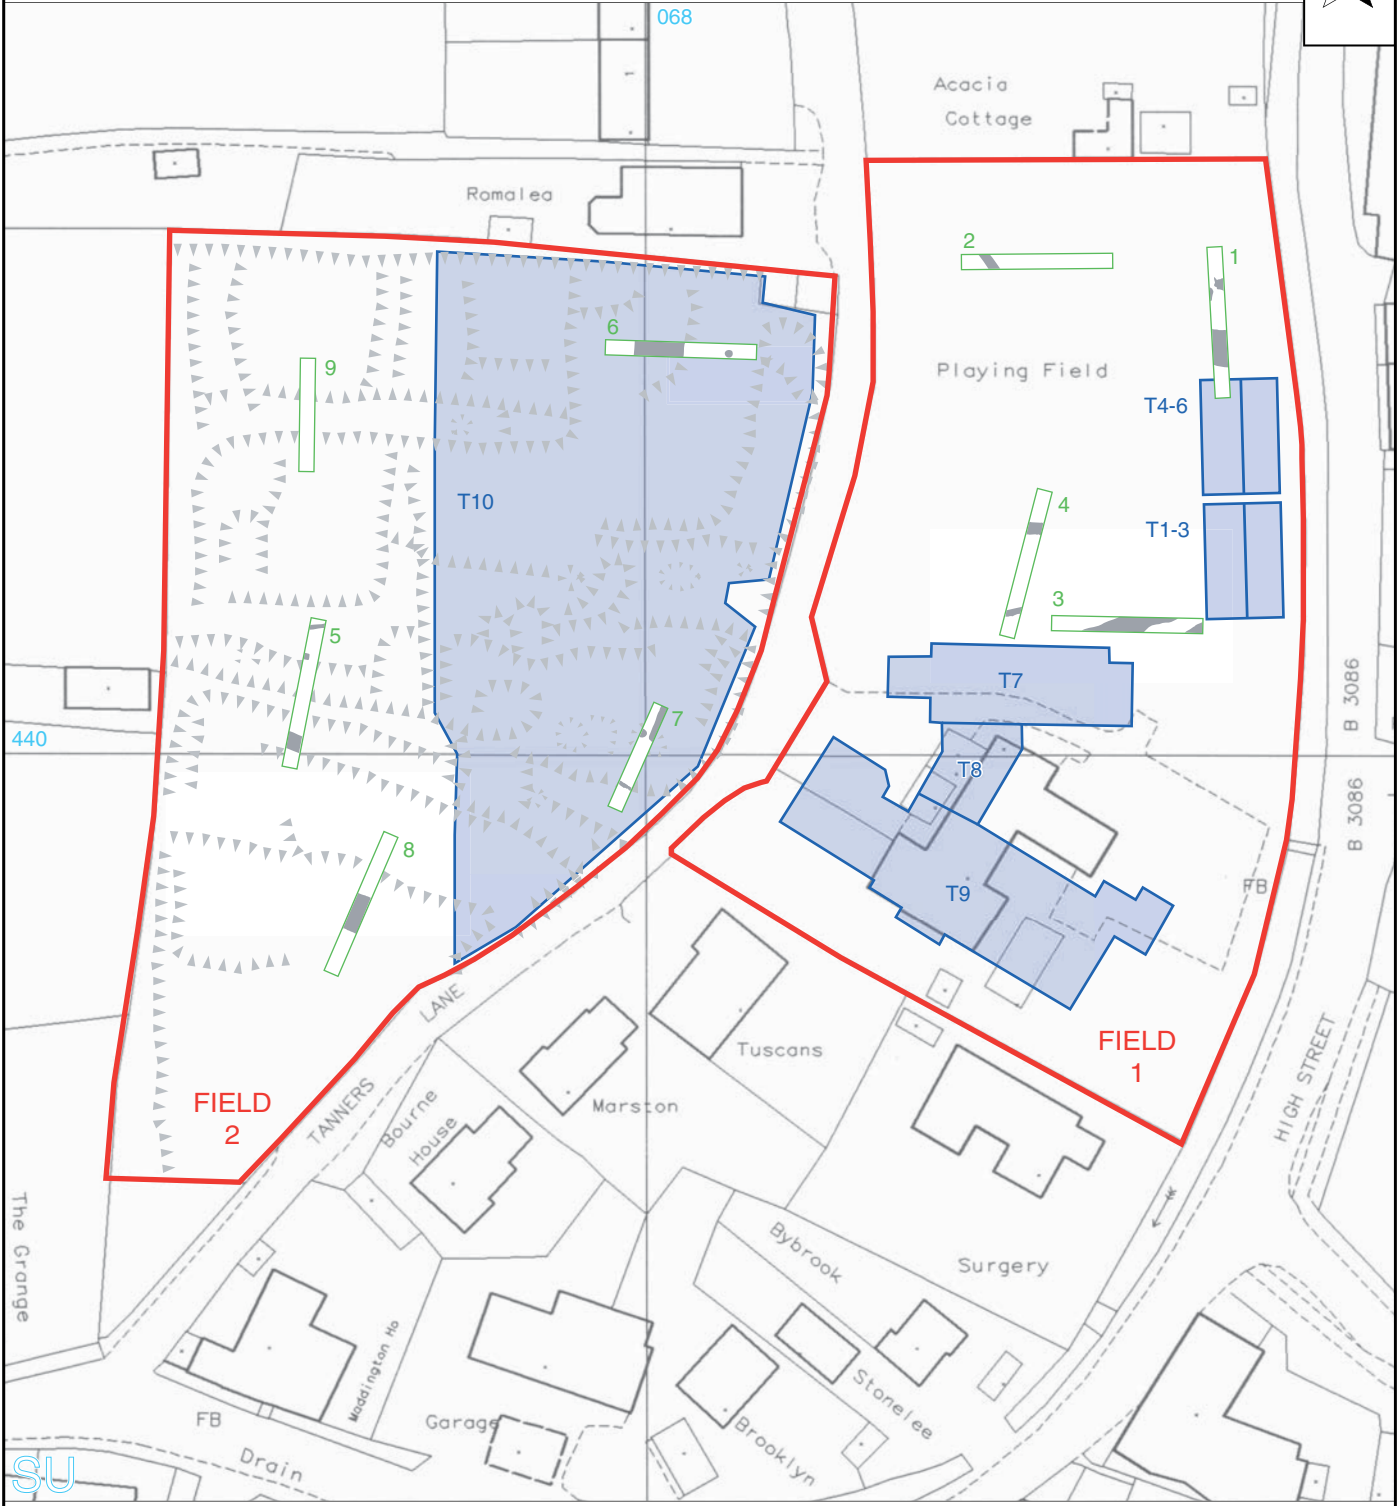 068
Acacia
Cottage
1
Romalea
2
1
6
9
Playing Field
T4-6
T10
4
T1-3
3
5
T7
B 3086
7
440
T8
B 3086
8
FB
T9
LANE
FIELD
1
Tuscans
HIGH STREET
FIELD
2
TANNERS
Bourne
House
Marston
The Grange
Bybrook
Surgery
Maddington Ho
Stonelee
FB
Garage
Brooklyn
Drain
SU